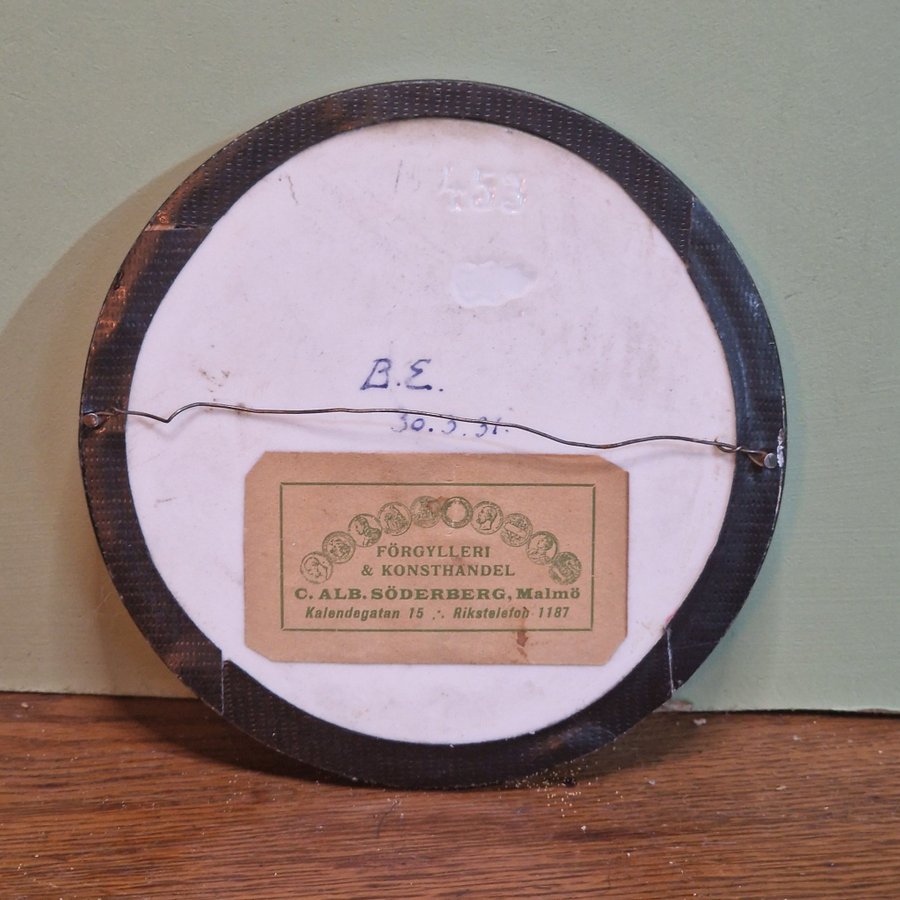 453
B.E.
30.3.31.
FÖRGYLLERI
& KONSTHANDEL
C. ALB. SÖDERBERG, Malmö
Kalendegatan 15 ∴ Rikstelefon 1187